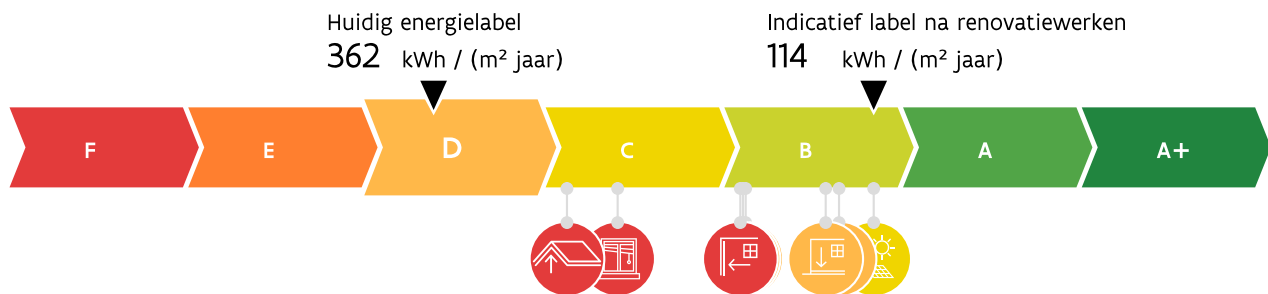 Huidig energielabel
362 kWh / (m² jaar)
Indicatief label na renovatiewerken
114 kWh / (m² jaar)
F E D C B A A+